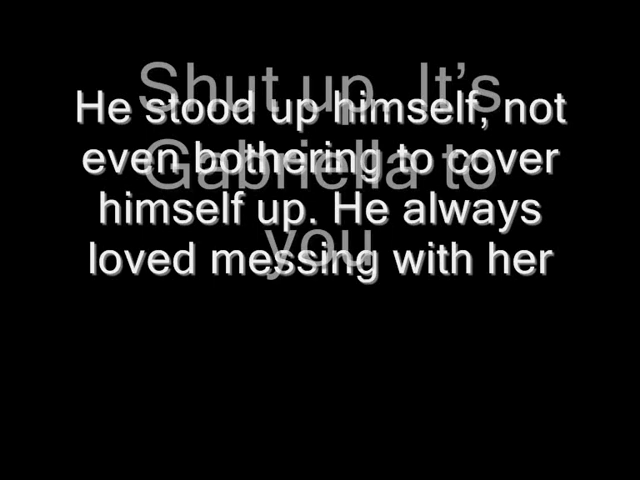 Shut up. It’s
Gabriella to
you
He stood up himself, not
even bothering to cover
himself up. He always
loved messing with her